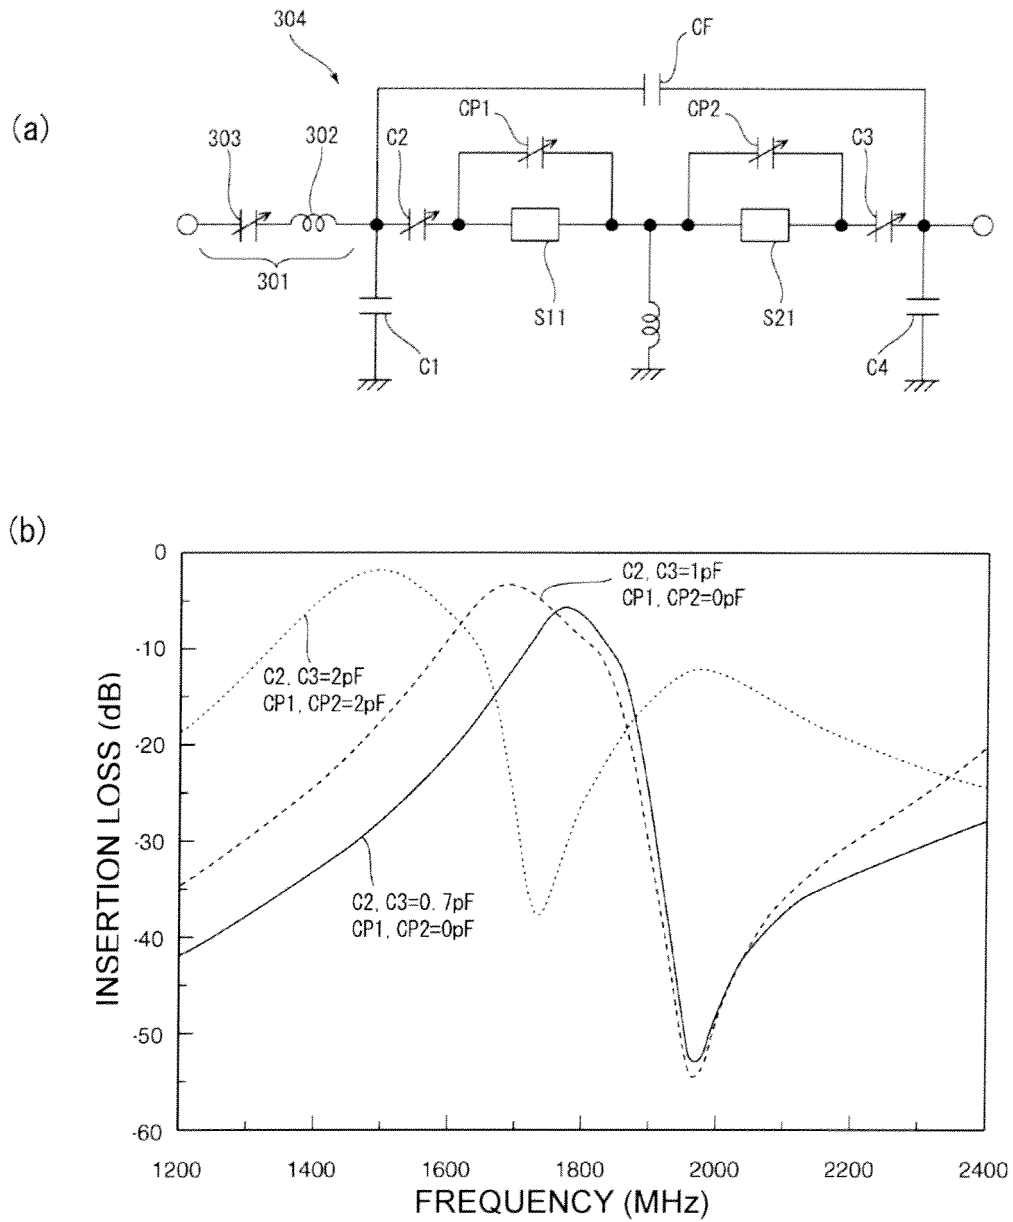 304
CF
(a)
CP1
CP2
303
302
C2
C3
301
S11
S21
C1
C4
(b)
INSERTION LOSS (dB)
0
-10
-20
-30
-40
-50
-60
C2, C3=1pF
CP1, CP2=0pF
C2, C3=2pF
CP1, CP2=2pF
C2, C3=0.7pF
CP1, CP2=0pF
1200 1400 1600 1800 2000 2200 2400
FREQUENCY (MHz)